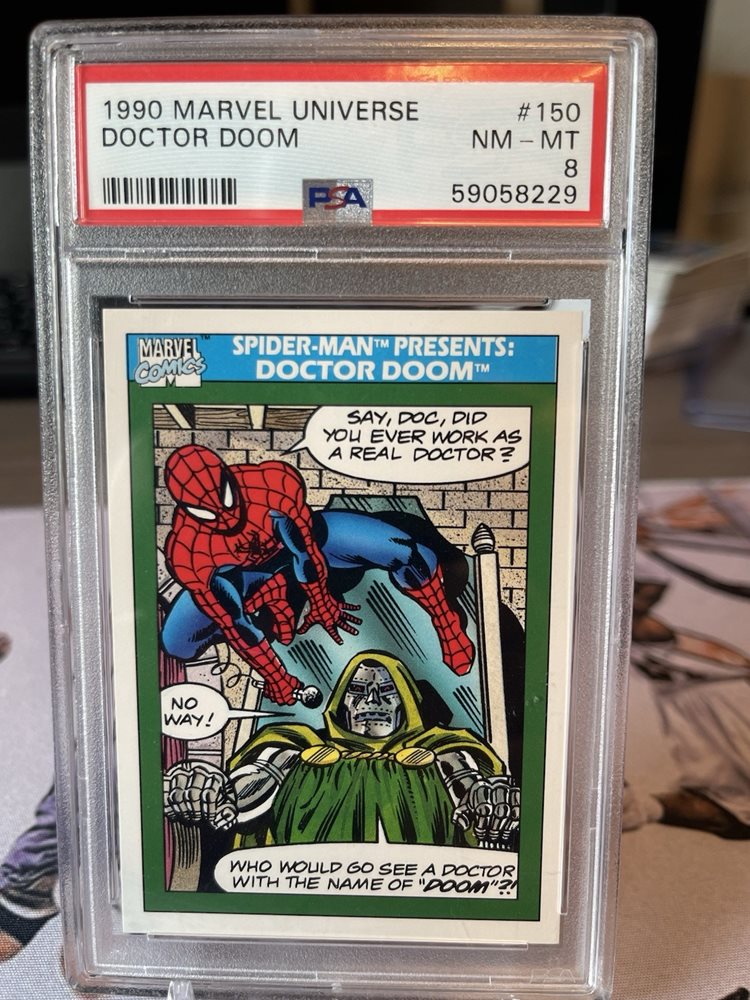 1990 MARVEL UNIVERSE #150
DOCTOR DOOM NM - MT
8
PSA 59058229
MARVEL COMICS™
SPIDER-MAN™ PRESENTS:
DOCTOR DOOM™
SAY, DOC, DID
YOU EVER WORK AS
A REAL DOCTOR?
NO
WAY!
WHO WOULD GO SEE A DOCTOR
WITH THE NAME OF "DOOM"?!